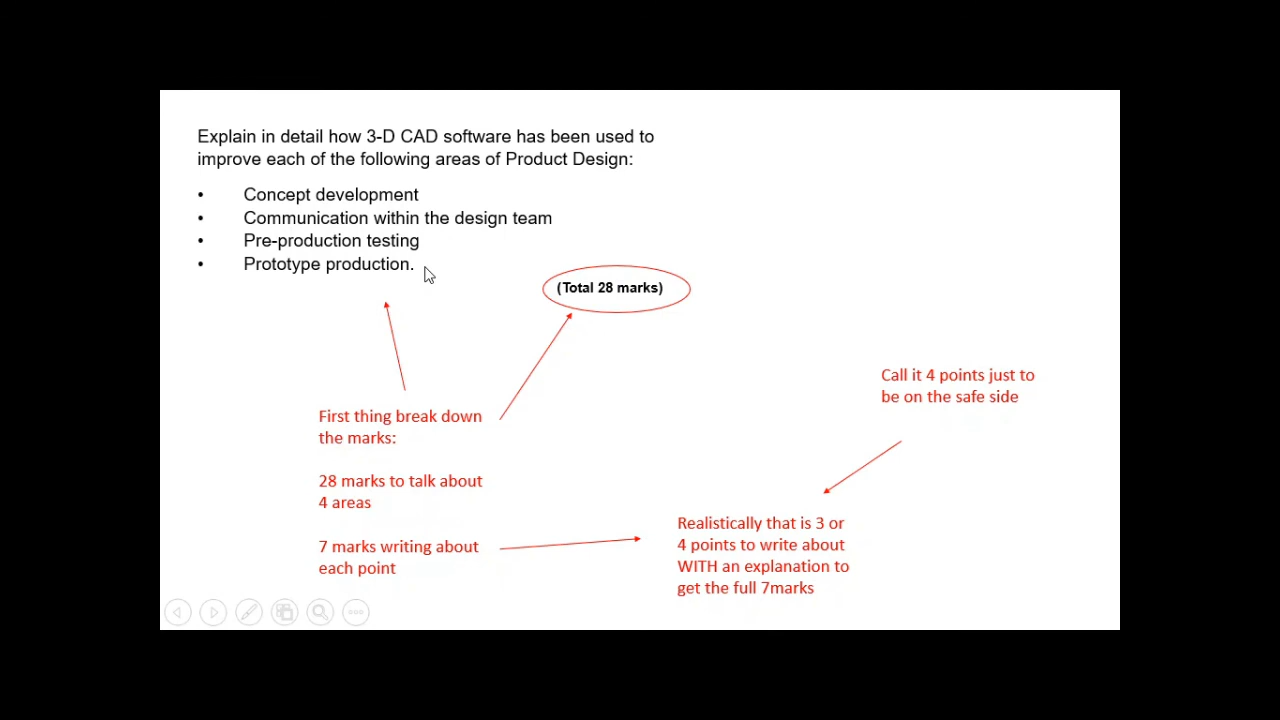 Explain in detail how 3-D CAD software has been used to
improve each of the following areas of Product Design:
• Concept development
• Communication within the design team
• Pre-production testing
• Prototype production.
(Total 28 marks)
Call it 4 points just to
be on the safe side
First thing break down
the marks:
28 marks to talk about
4 areas
7 marks writing about
each point
Realistically that is 3 or
4 points to write about
WITH an explanation to
get the full 7marks